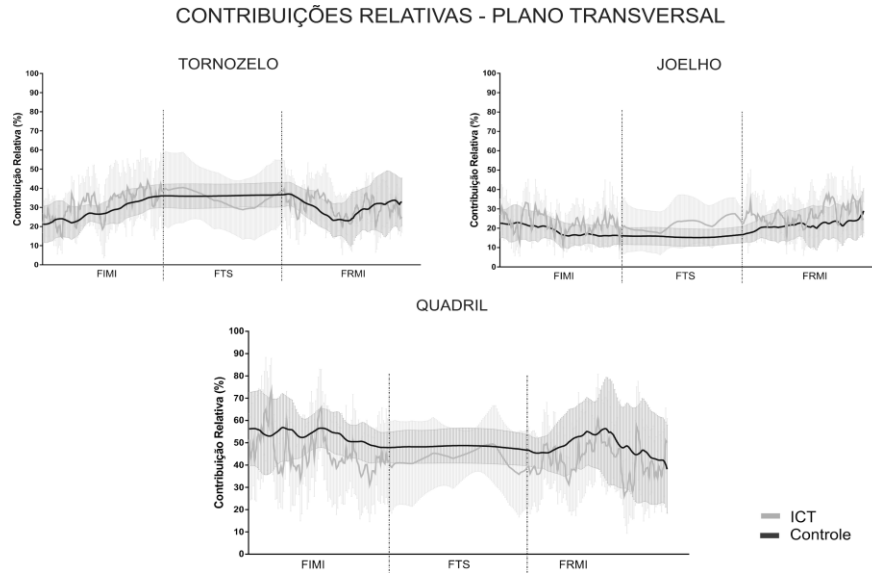 CONTRIBUIÇÕES RELATIVAS - PLANO TRANSVERSAL
TORNOZELO
Contribuição Relativa (%)
100
90
80
70
60
50
40
30
20
10
0
FIMI FTS FRMI
JOELHO
Contribuição Relativa (%)
100
90
80
70
60
50
40
30
20
10
0
FIMI FTS FRMI
QUADRIL
Contribuição Relativa (%)
100
90
80
70
60
50
40
30
20
10
0
FIMI FTS FRMI
ICT
Controle